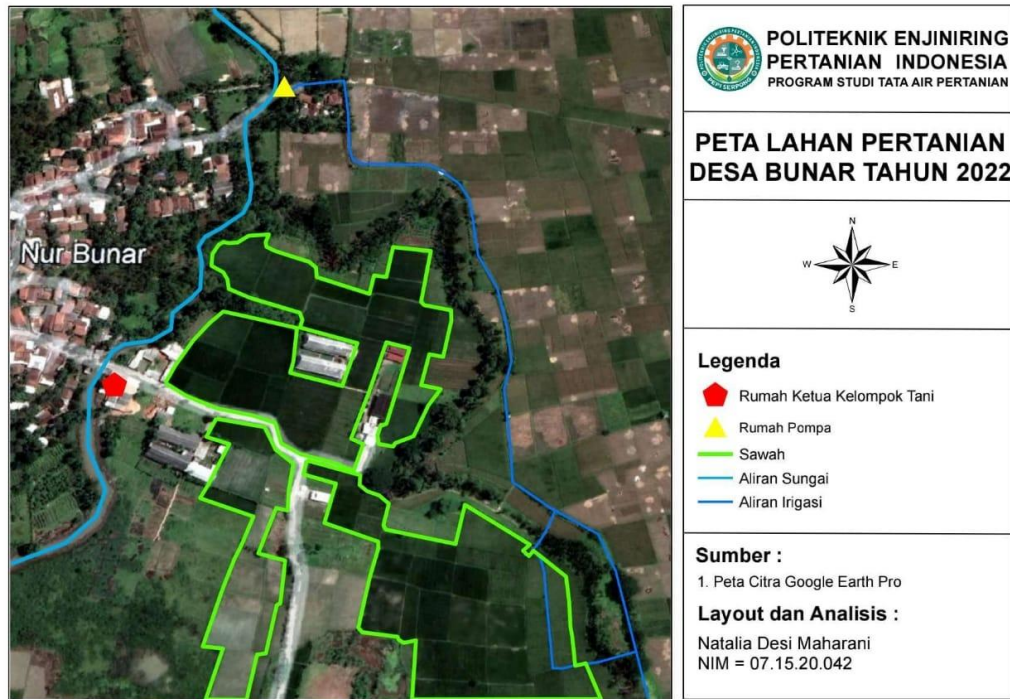 Nur Bunar
POLITEKNIK ENJINIRING
PERTANIAN INDONESIA
PROGRAM STUDI TATA AIR PERTANIAN
PEPI SERPONG
PETA LAHAN PERTANIAN
DESA BUNAR TAHUN 2022
N
W E
S
Legenda
Rumah Ketua Kelompok Tani
Rumah Pompa
Sawah
Aliran Sungai
Aliran Irigasi
Sumber :
1. Peta Citra Google Earth Pro
Layout dan Analisis :
Natalia Desi Maharani
NIM = 07.15.20.042